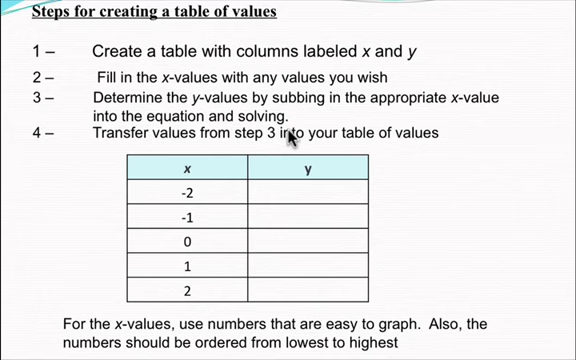 Steps for creating a table of values
1 – Create a table with columns labeled x and y
2 – Fill in the x-values with any values you wish
3 – Determine the y-values by subbing in the appropriate x-value
into the equation and solving.
4 – Transfer values from step 3 into your table of values
x y
-2
-1
0
1
2
For the x-values, use numbers that are easy to graph. Also, the
numbers should be ordered from lowest to highest